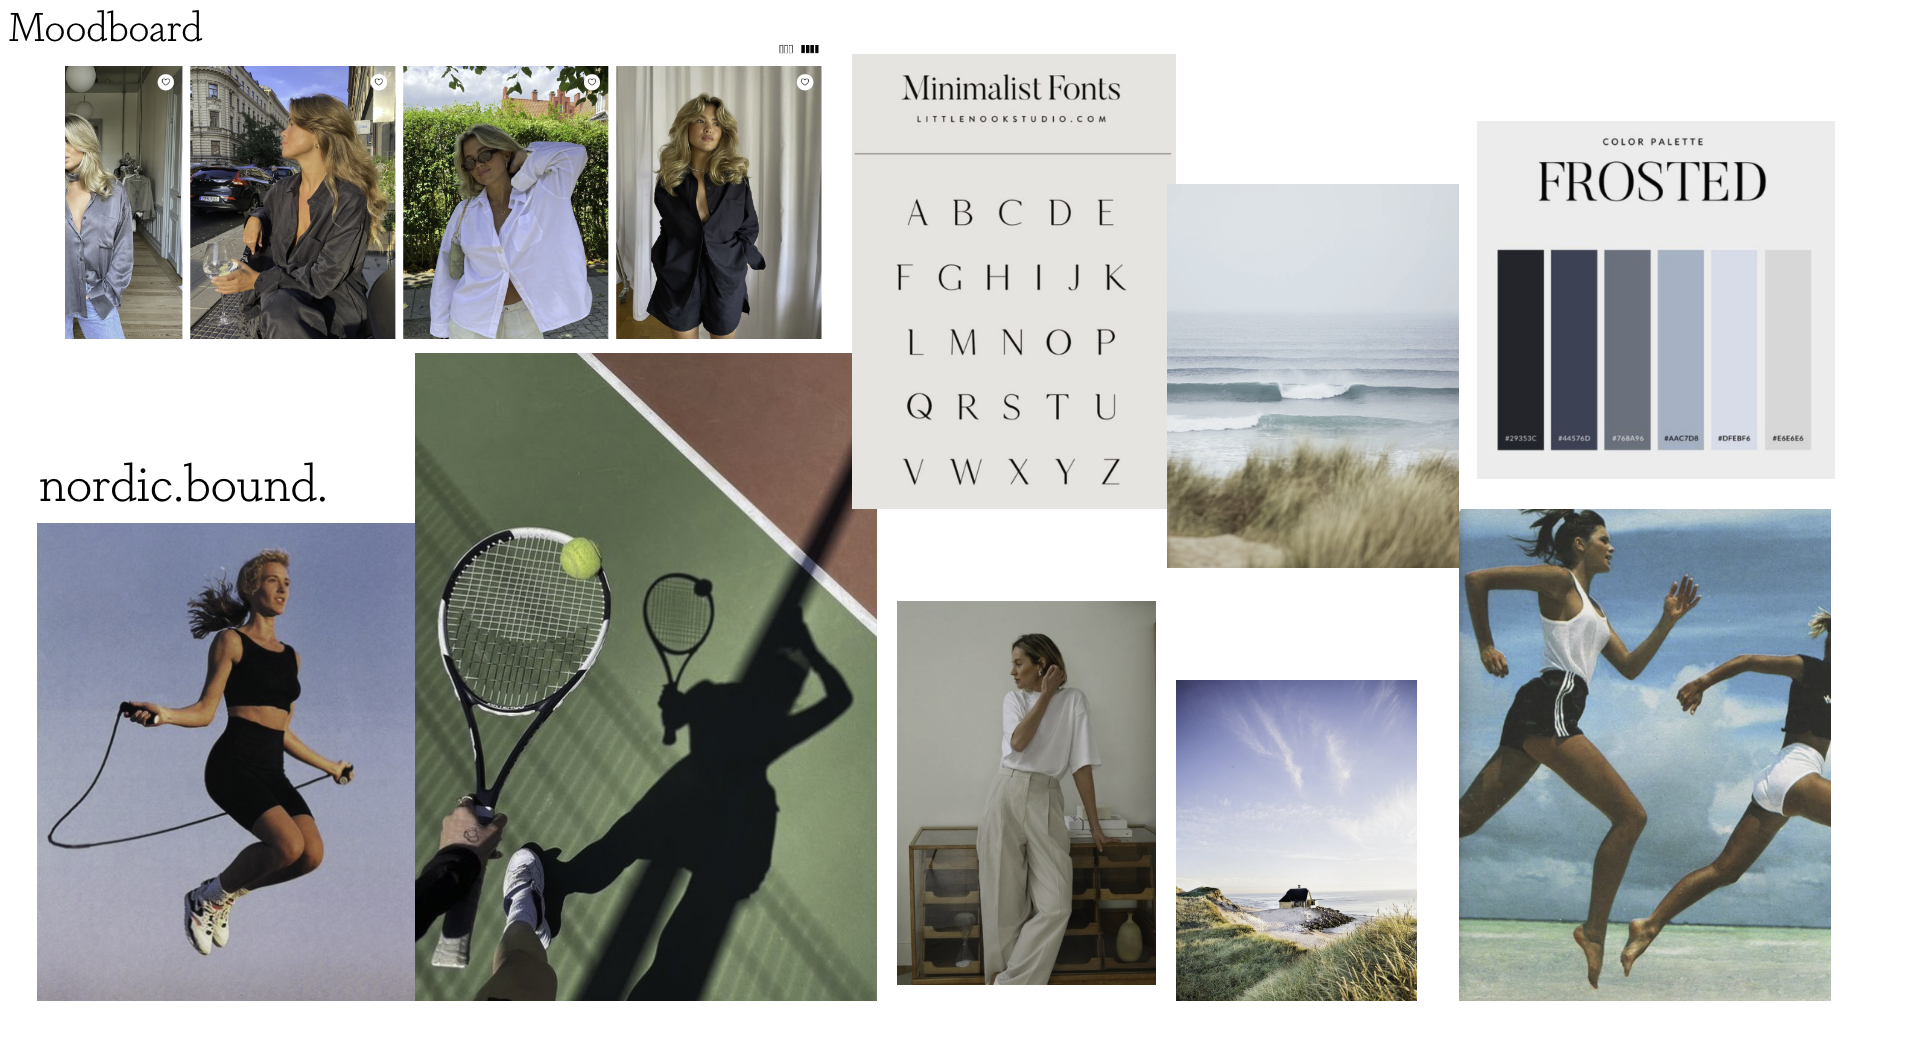 Moodboard
Minimalist Fonts
LITTLENOOKSTUDIO.COM
A B C D E
F G H I J K
L M N O P
Q R S T U
V W X Y Z
COLOR PALETTE
FROSTED
#29353C #44576D #768A96 #AAC7D8 #DFEBF6 #E6E6E6
nordic.bound.